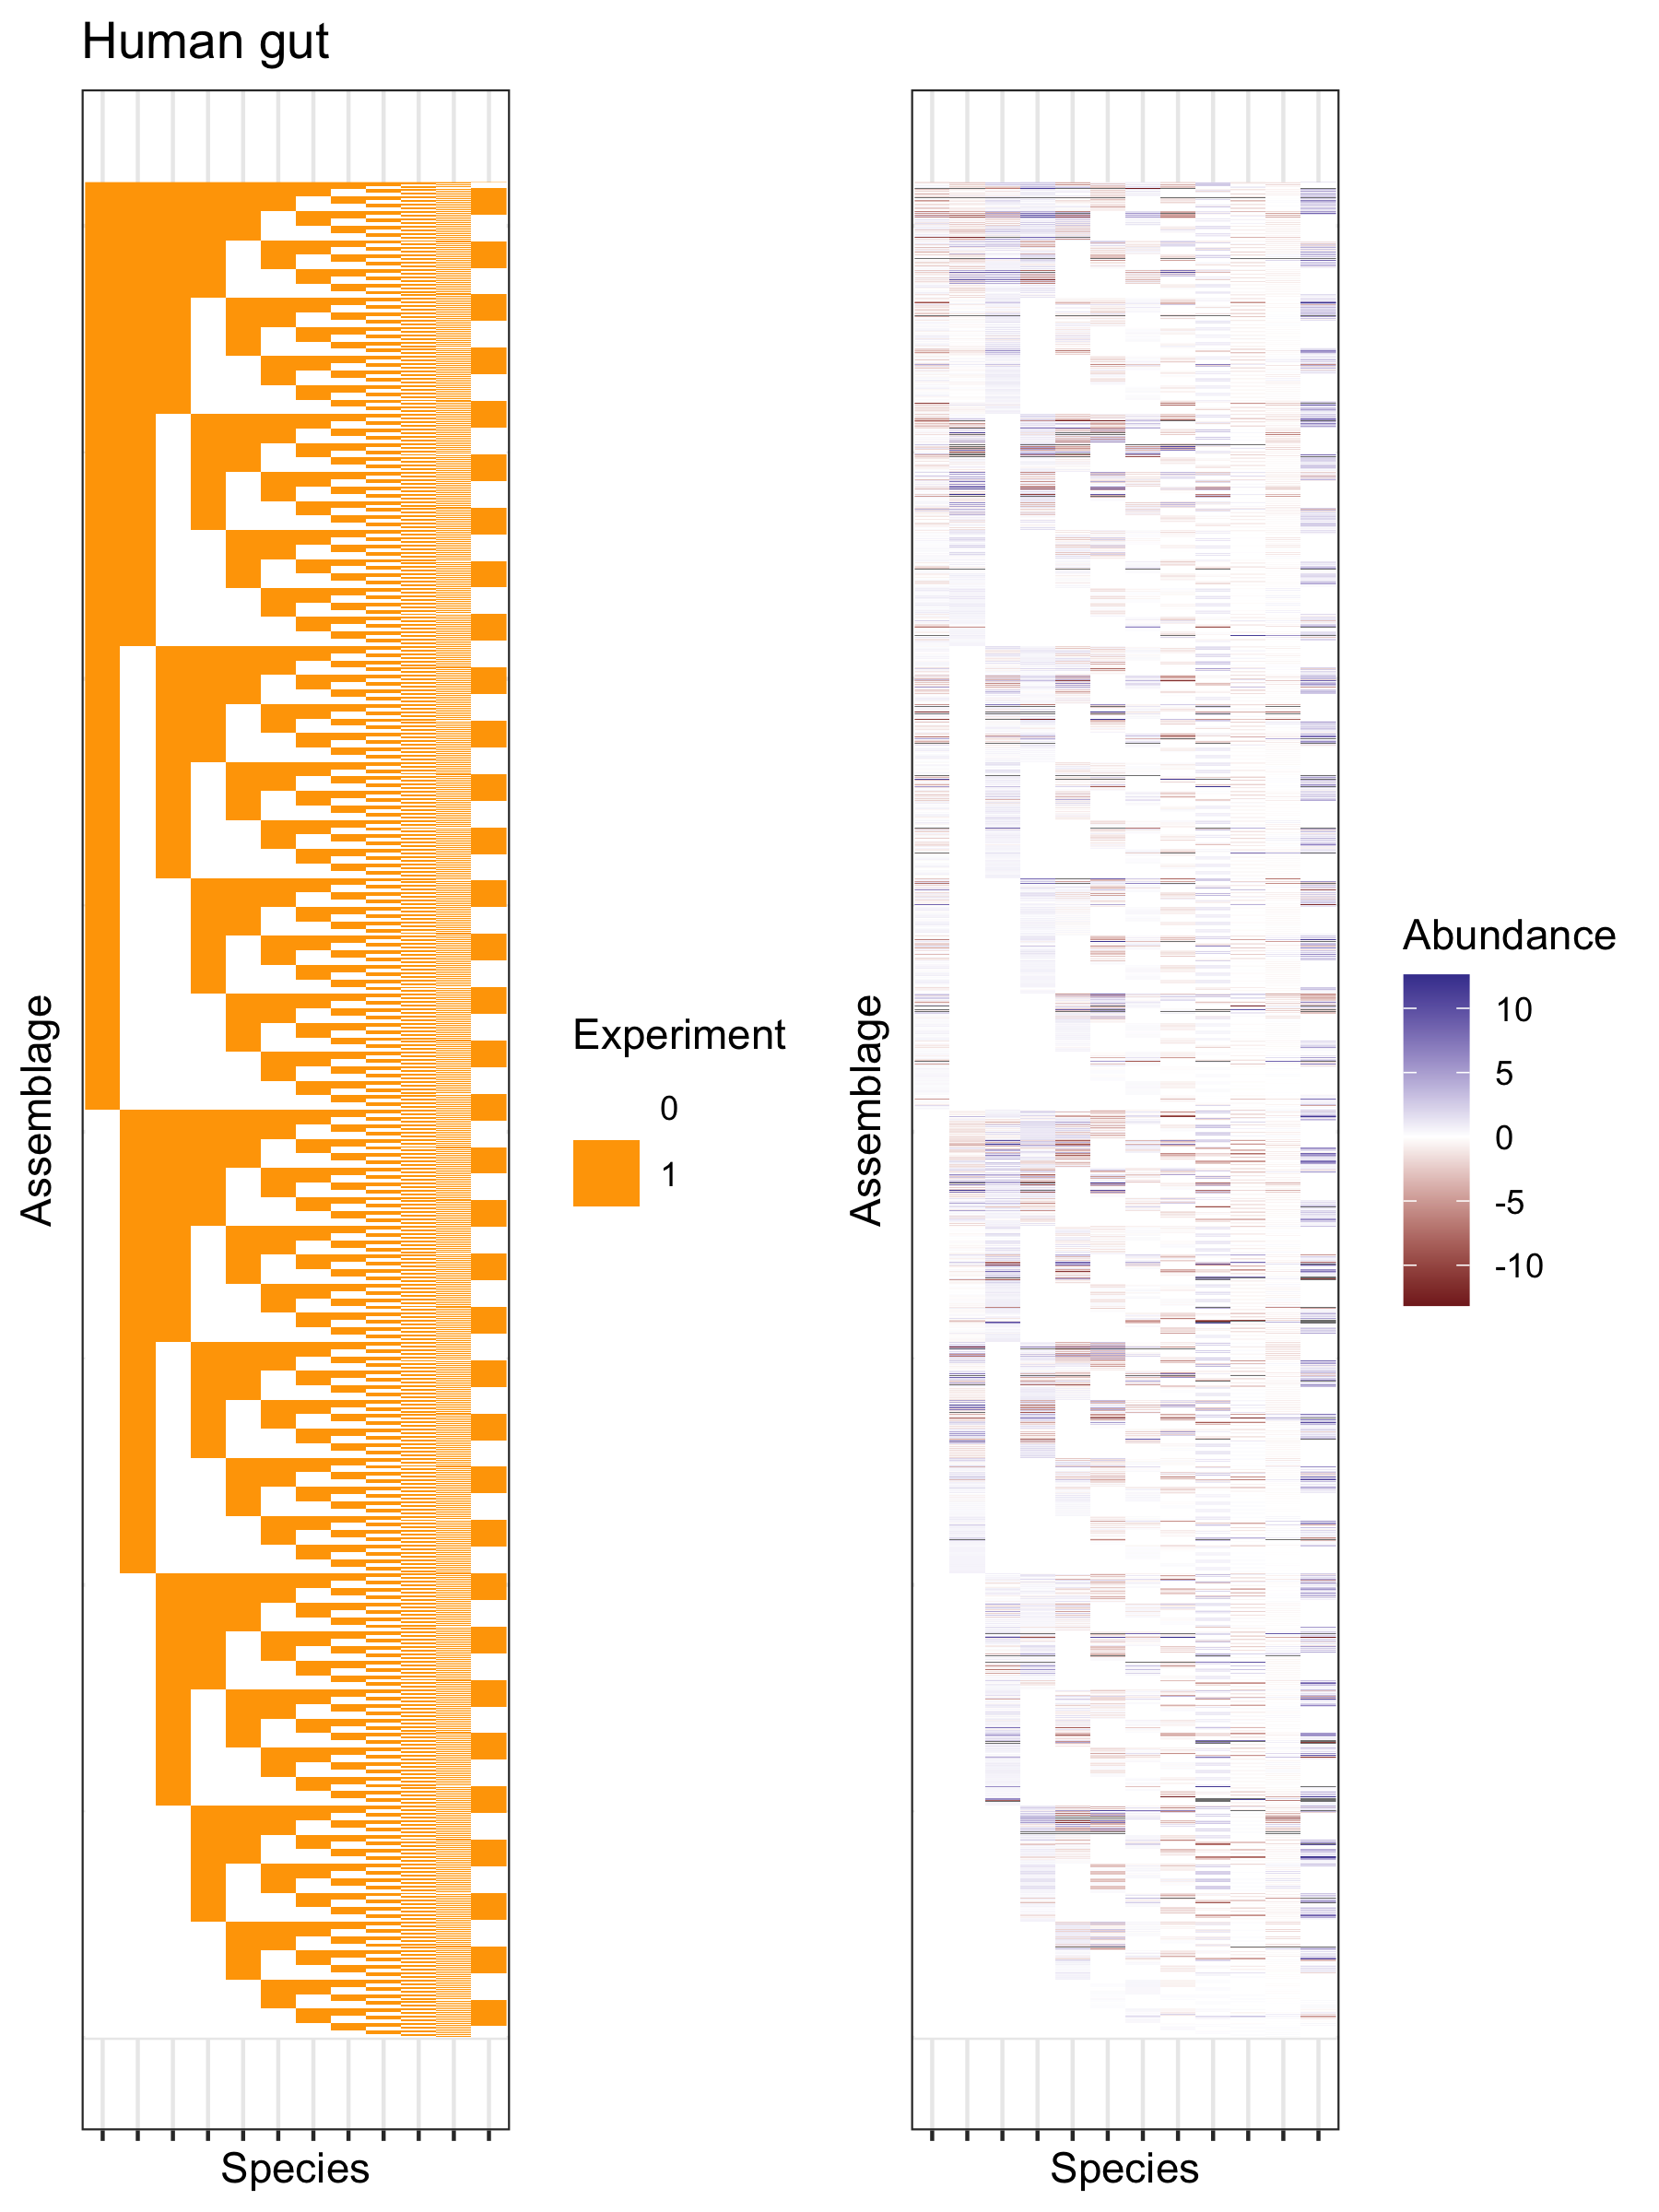 Human gut
Assemblage
Species
Experiment
0
1
Assemblage
Species
Abundance
10
5
0
-5
-10